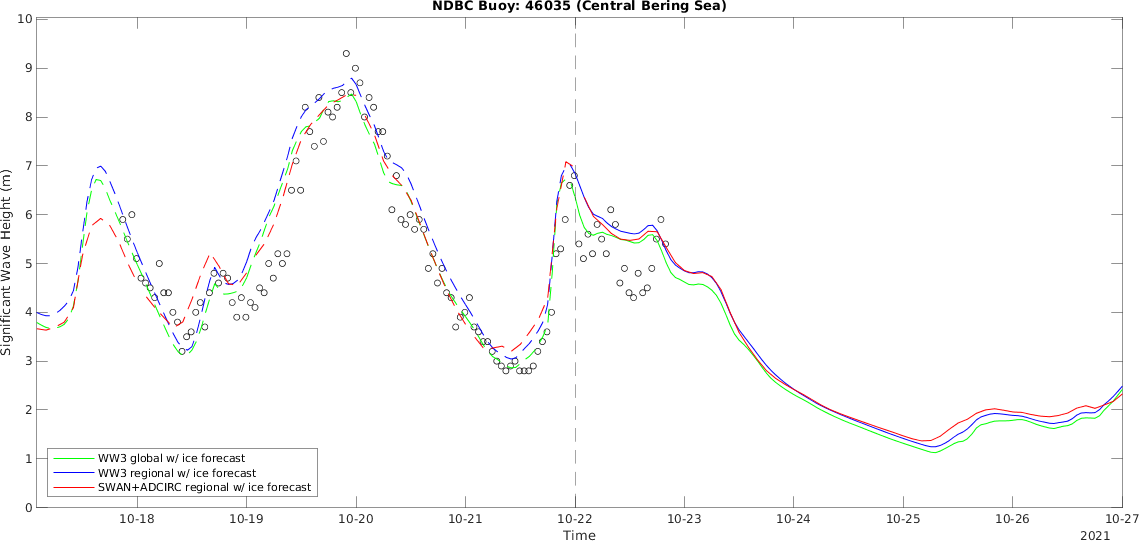 NDBC Buoy: 46035 (Central Bering Sea)
10
9
8
7
6
5
4
3
2
1
0
Significant Wave Height (m)
WW3 global w/ ice forecast
WW3 regional w/ ice forecast
SWAN+ADCIRC regional w/ ice forecast
10-18 10-19 10-20 10-21 10-22 10-23 10-24 10-25 10-26 10-27
Time
2021